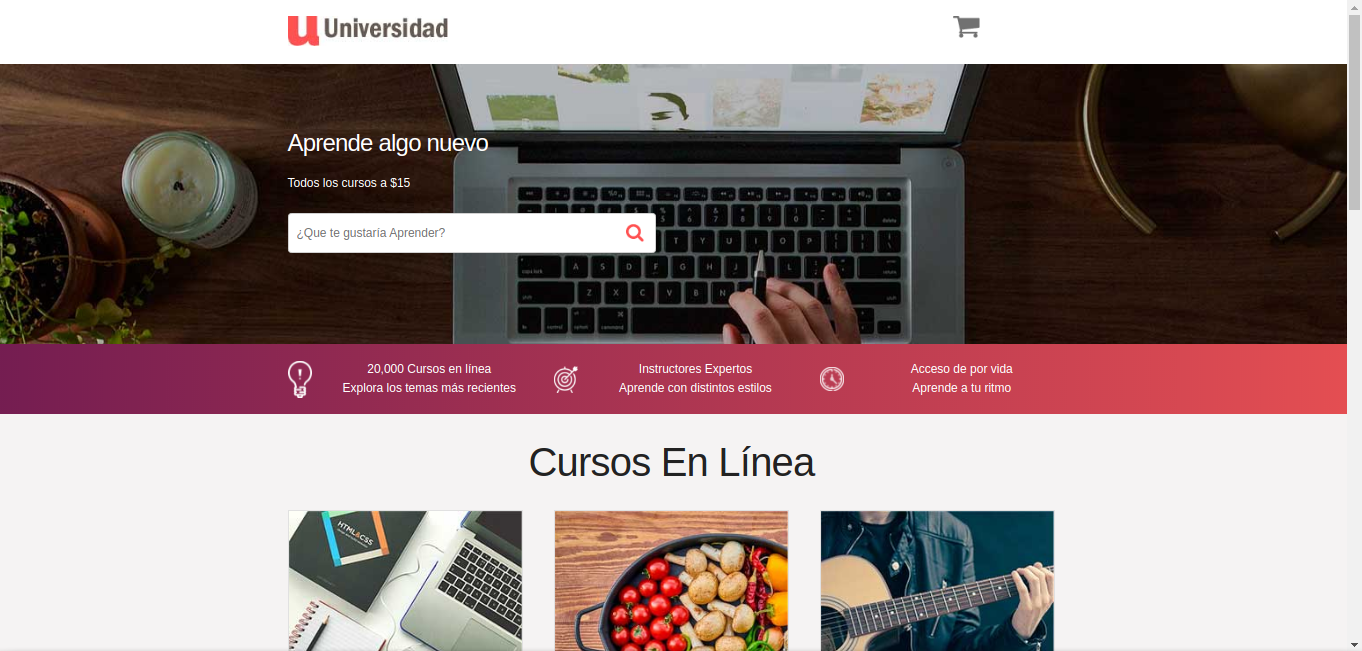 u Universidad
Aprende algo nuevo
Todos los cursos a $15
¿Que te gustaría Aprender?
20,000 Cursos en línea
Explora los temas más recientes
Instructores Expertos
Aprende con distintos estilos
Acceso de por vida
Aprende a tu ritmo
Cursos En Línea
HTML&CSS